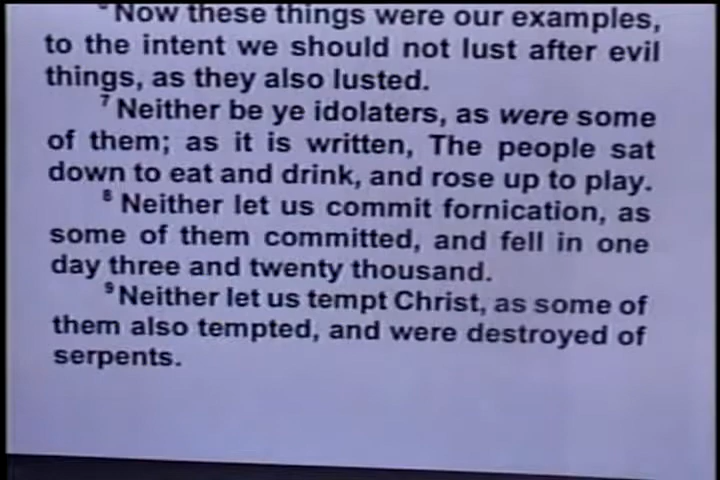 ⁶Now these things were our examples,
to the intent we should not lust after evil
things, as they also lusted.
⁷ Neither be ye idolaters, as were some
of them; as it is written, The people sat
down to eat and drink, and rose up to play.
⁸ Neither let us commit fornication, as
some of them committed, and fell in one
day three and twenty thousand.
⁹Neither let us tempt Christ, as some of
them also tempted, and were destroyed of
serpents.